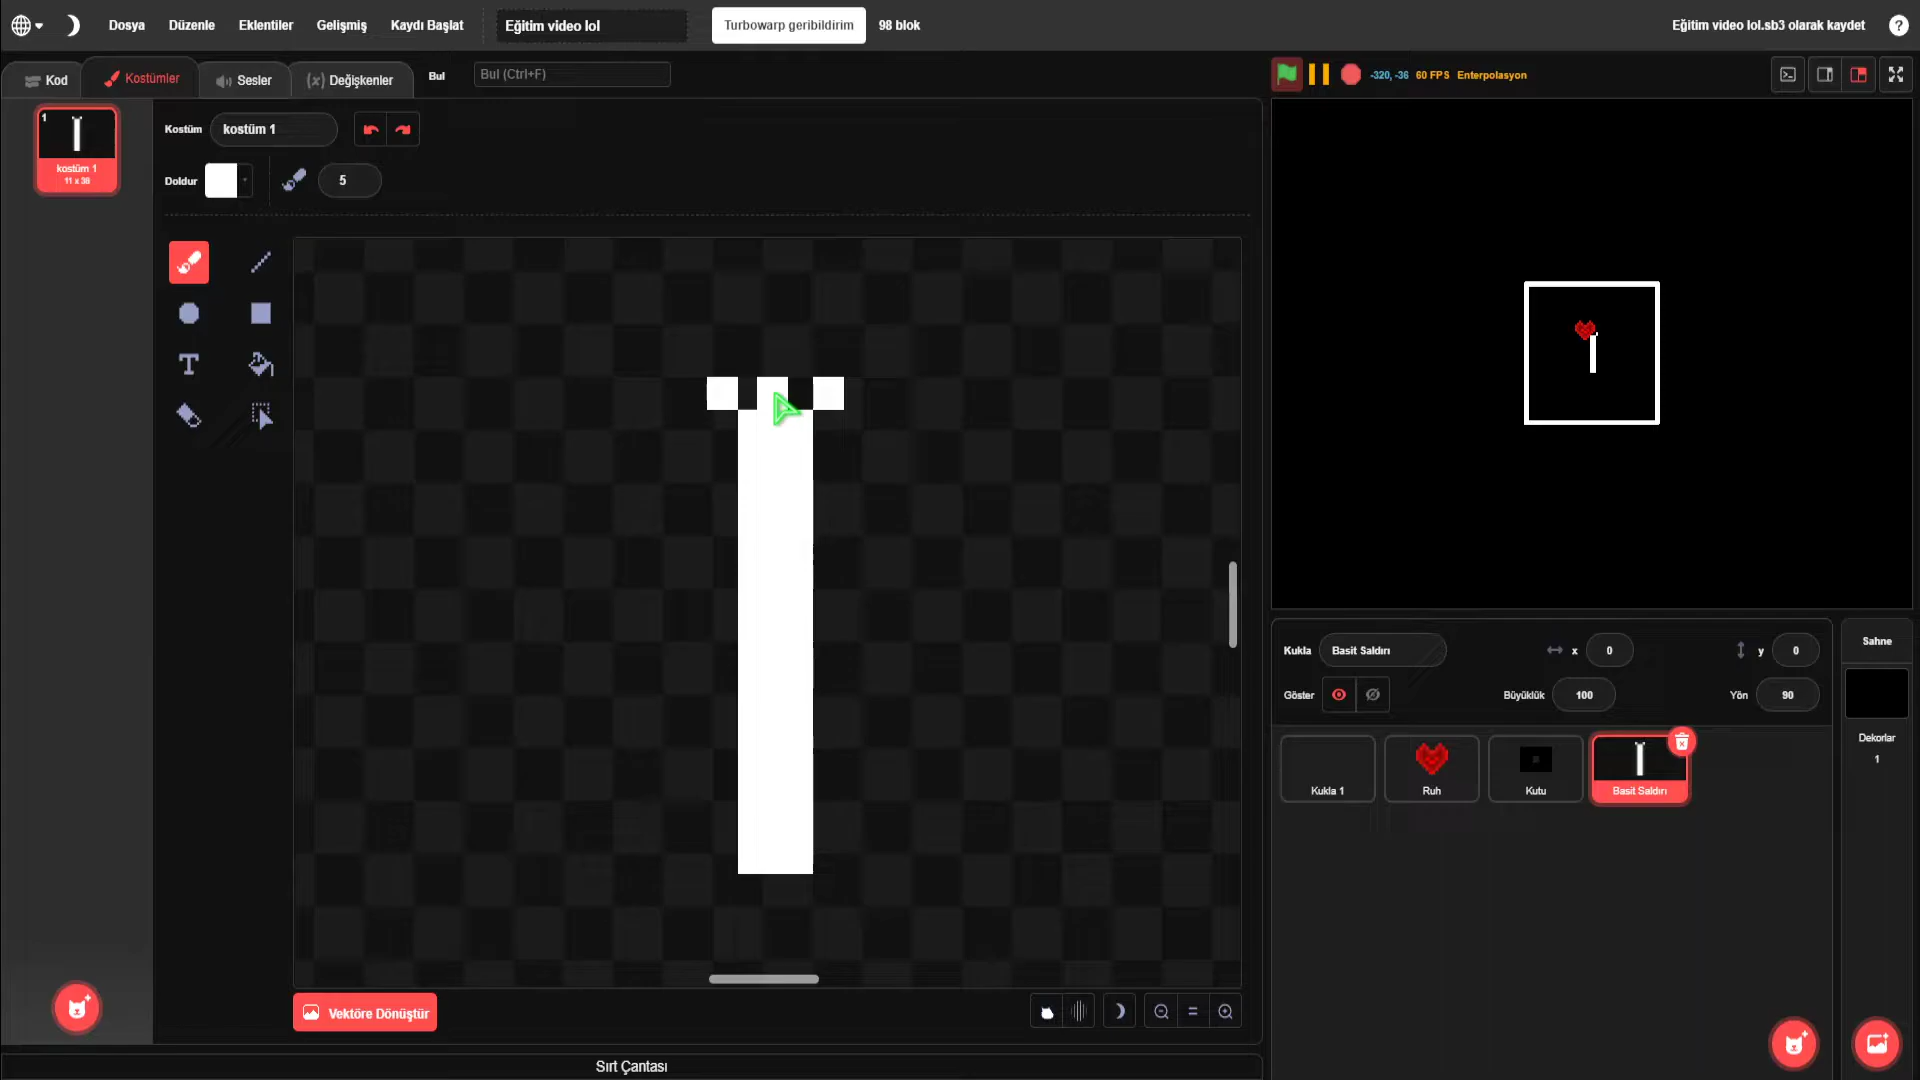 Dosya Düzenle Eklentiler Gelişmiş Kaydı Başlat Eğitim video lol Turbowarp geribildirim 98 blok Eğitim video lol.sb3 olarak kaydet ?
Kod Kostümler Sesler (x) Değişkenler Bul Bul (Ctrl+F) -320, -36 60 FPS Enterpolasyon
1
kostüm 1
11 x 38
Kostüm kostüm 1
Doldur 5
T
Vektöre Dönüştür
Sırt Çantası
Kukla Basit Saldırı x 0 y 0
Göster Büyüklük 100 Yön 90
Kukla 1 Ruh Kutu Basit Saldırı
Sahne
Dekorlar
1